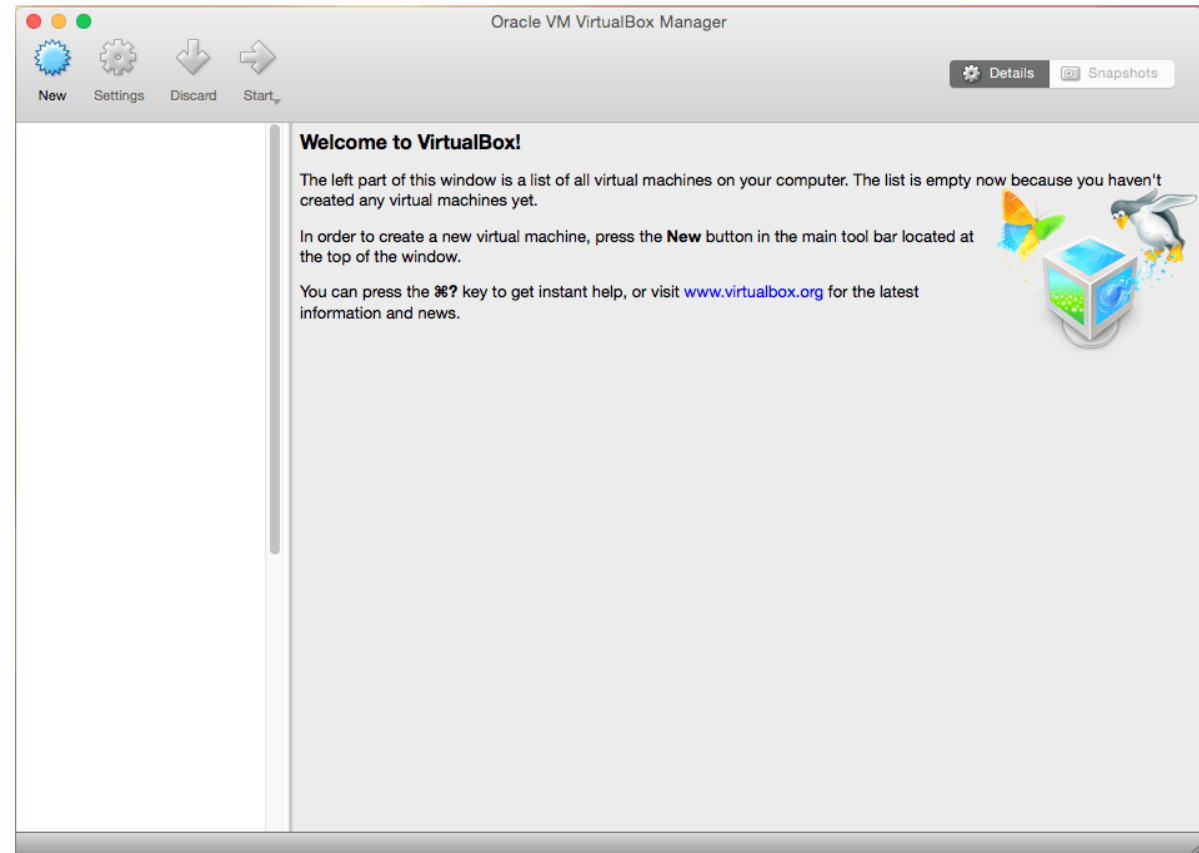 Oracle VM VirtualBox Manager
New Settings Discard Start
Details Snapshots
Welcome to VirtualBox!
The left part of this window is a list of all virtual machines on your computer. The list is empty now because you haven't
created any virtual machines yet.
In order to create a new virtual machine, press the New button in the main tool bar located at
the top of the window.
You can press the ⌘? key to get instant help, or visit www.virtualbox.org for the latest
information and news.